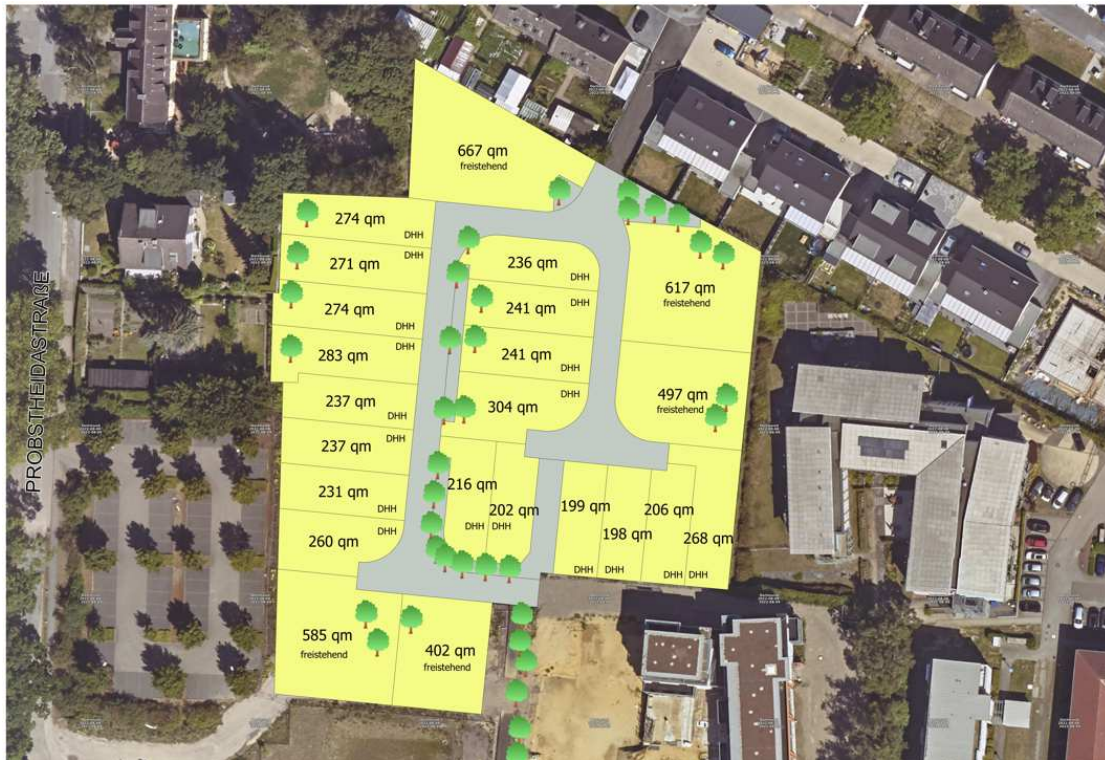 667 qm
freistehend
274 qm
DHH
271 qm
DHH
274 qm
DHH
283 qm
DHH
237 qm
DHH
237 qm
DHH
231 qm
DHH
260 qm
DHH
236 qm
DHH
241 qm
DHH
241 qm
DHH
304 qm
DHH
617 qm
freistehend
497 qm
freistehend
216 qm
DHH
202 qm
DHH
199 qm
DHH
198 qm
DHH
206 qm
DHH
268 qm
DHH
585 qm
freistehend
402 qm
freistehend
PROBSTHEIDASTRAßE